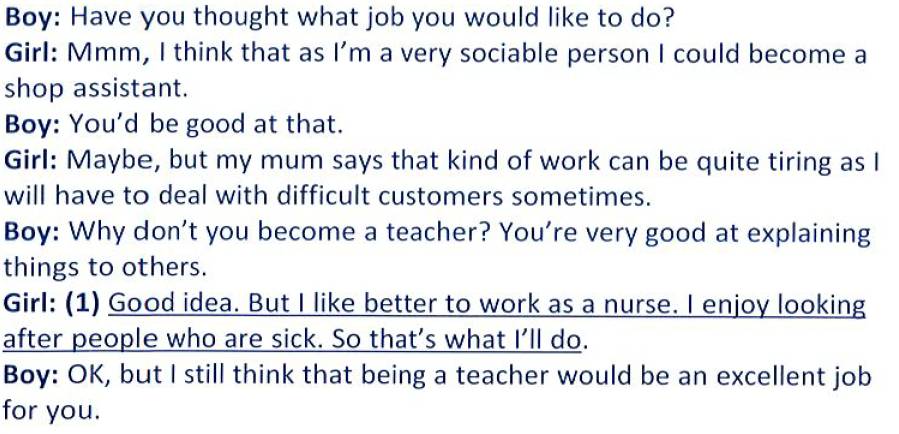 Boy: Have you thought what job you would like to do?
Girl: Mmm, I think that as I'm a very sociable person I could become a
shop assistant.
Boy: You'd be good at that.
Girl: Maybe, but my mum says that kind of work can be quite tiring as I
will have to deal with difficult customers sometimes.
Boy: Why don't you become a teacher? You're very good at explaining
things to others.
Girl: (1) Good idea. But I like better to work as a nurse. I enjoy looking
after people who are sick. So that's what I'll do.
Boy: OK, but I still think that being a teacher would be an excellent job
for you.